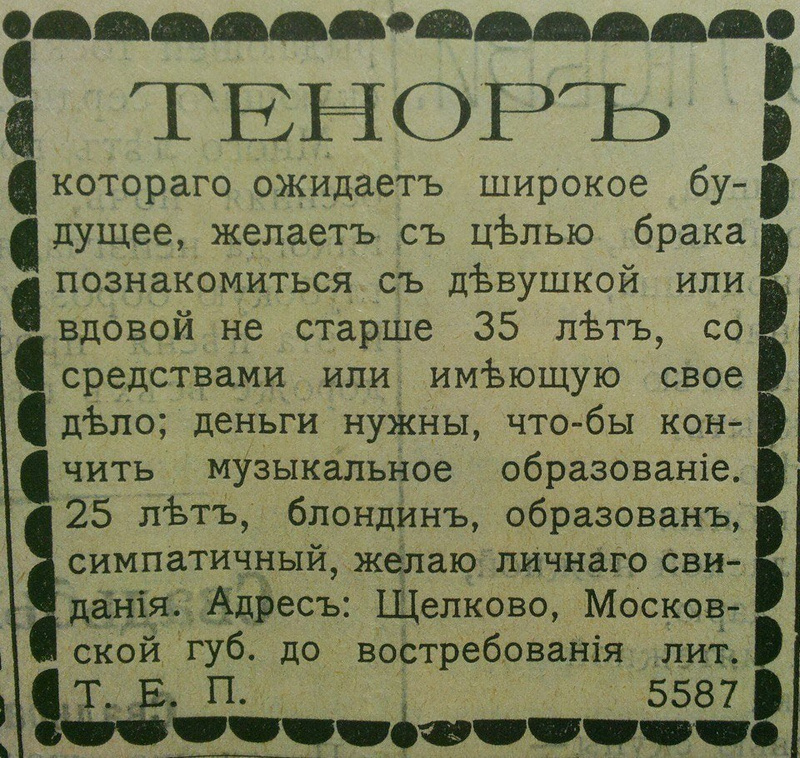 ТЕНОРЪ
котораго ожидаетъ широкое бу-
дущее, желаетъ съ цѣлью брака
познакомиться съ дѣвушкой или
вдовой не старше 35 лѣтъ, со
средствами или имѣющую свое
дѣло; деньги нужны, что-бы кон-
чить музыкальное образованіе.
25 лѣтъ, блондинъ, образованъ,
симпатичный, желаю личнаго сви-
данія. Адресъ: Щелково, Москов-
ской губ. до востребованія лит.
Т. Е. П. 5587